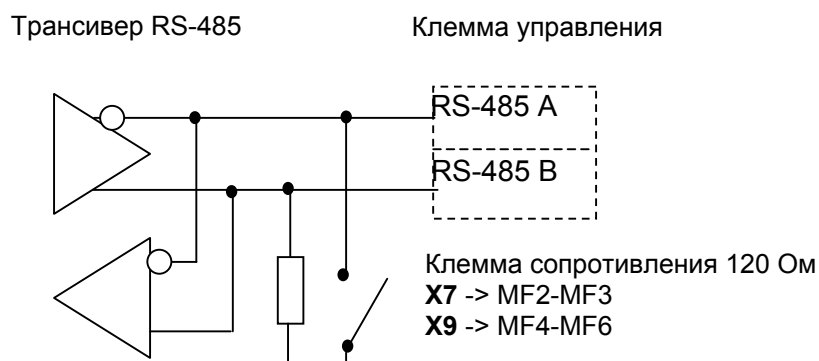 Трансивер RS-485
Клемма управления
RS-485 A
RS-485 B
Клемма сопротивления 120 Ом
X7 -> MF2-MF3
X9 -> MF4-MF6